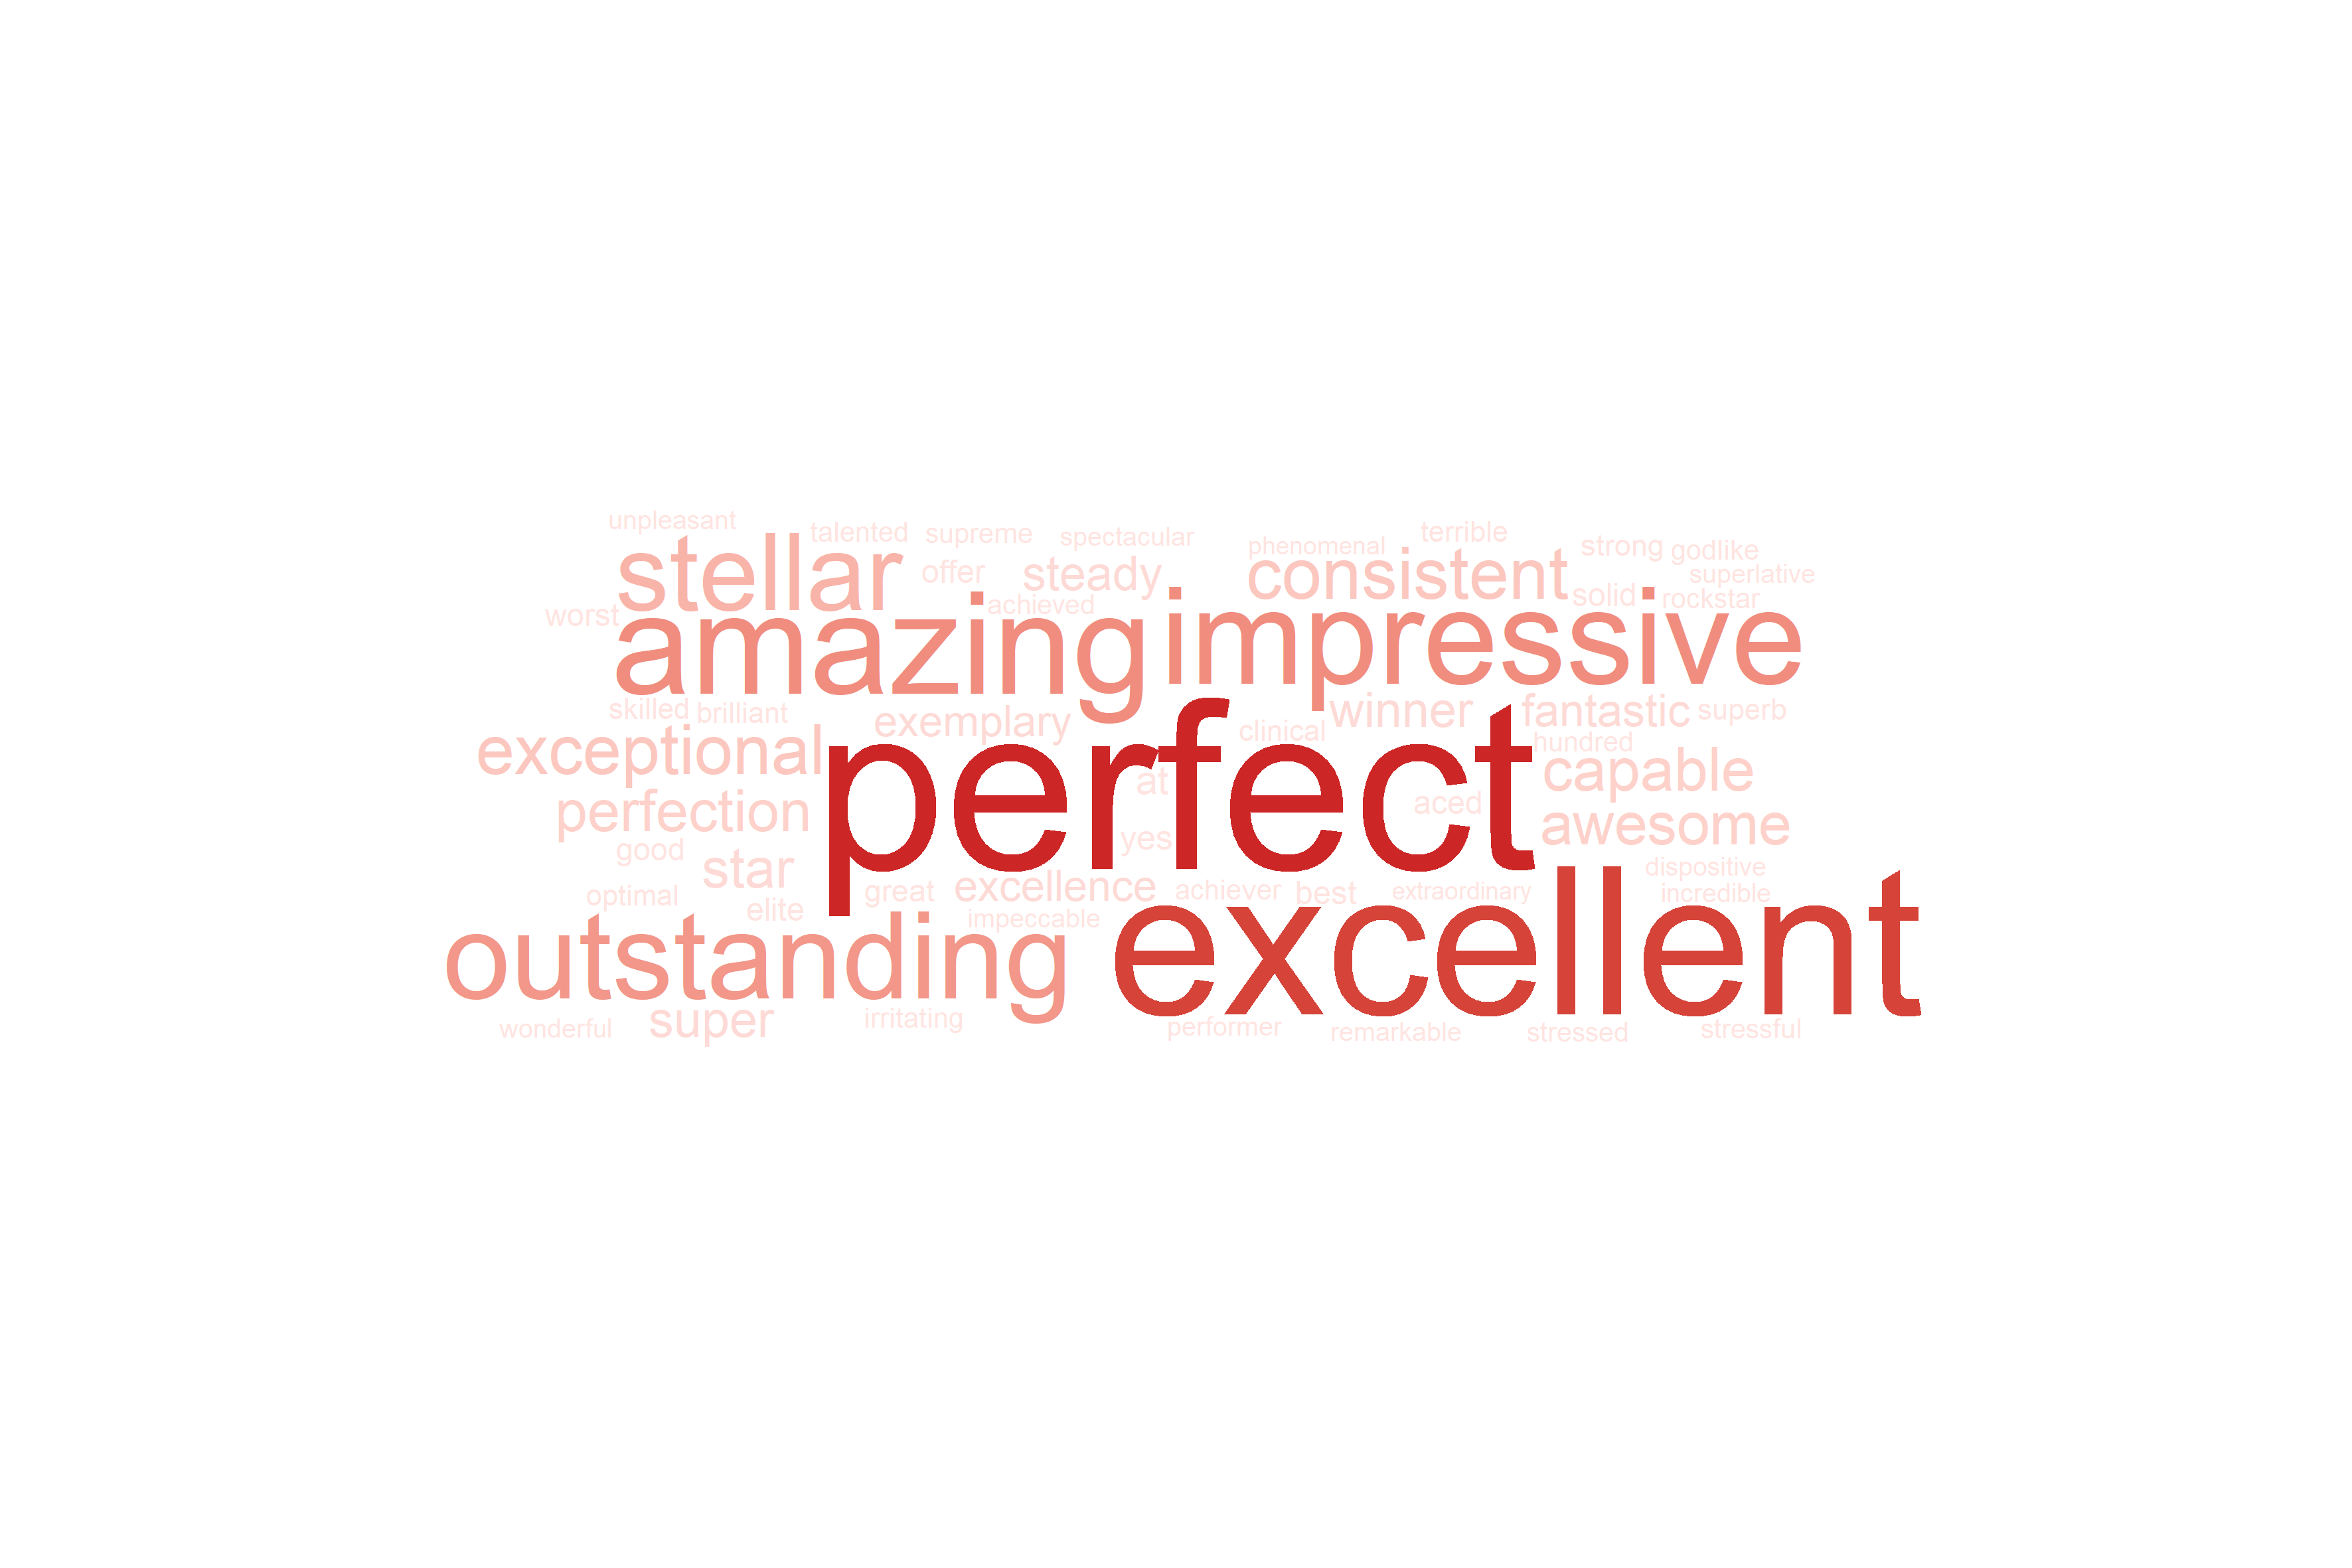 unpleasant
talented supreme spectacular phenomenal terrible strong godlike
stellar offer steady consistent superlative
worst achieved solid rockstar
amazing impressive
skilled brilliant exemplary clinical winner fantastic superb
exceptional hundred
perfect
at capable
perfection yes aced awesome
good star dispositive
optimal elite great excellence achiever best extraordinary incredible
impeccable
outstanding excellent
wonderful super irritating performer remarkable stressed stressful